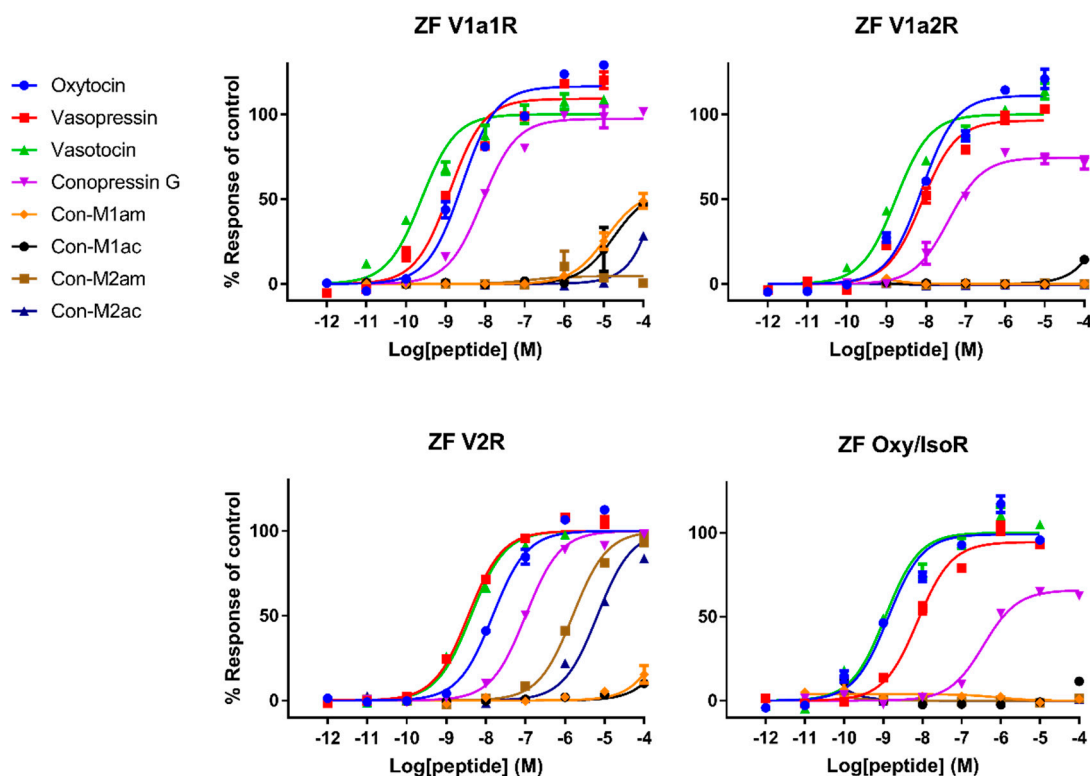 ZF V1a1R
ZF V1a2R
Oxytocin
Vasopressin
Vasotocin
Conopressin G
Con-M1am
Con-M1ac
Con-M2am
Con-M2ac
% Response of control
100
50
0
-12 -11 -10 -9 -8 -7 -6 -5 -4
Log[peptide] (M)
% Response of control
100
50
0
-12 -11 -10 -9 -8 -7 -6 -5 -4
Log[peptide] (M)
ZF V2R
ZF Oxy/IsoR
% Response of control
100
50
0
-12 -11 -10 -9 -8 -7 -6 -5 -4
Log[peptide] (M)
% Response of control
100
50
0
-12 -11 -10 -9 -8 -7 -6 -5 -4
Log[peptide] (M)